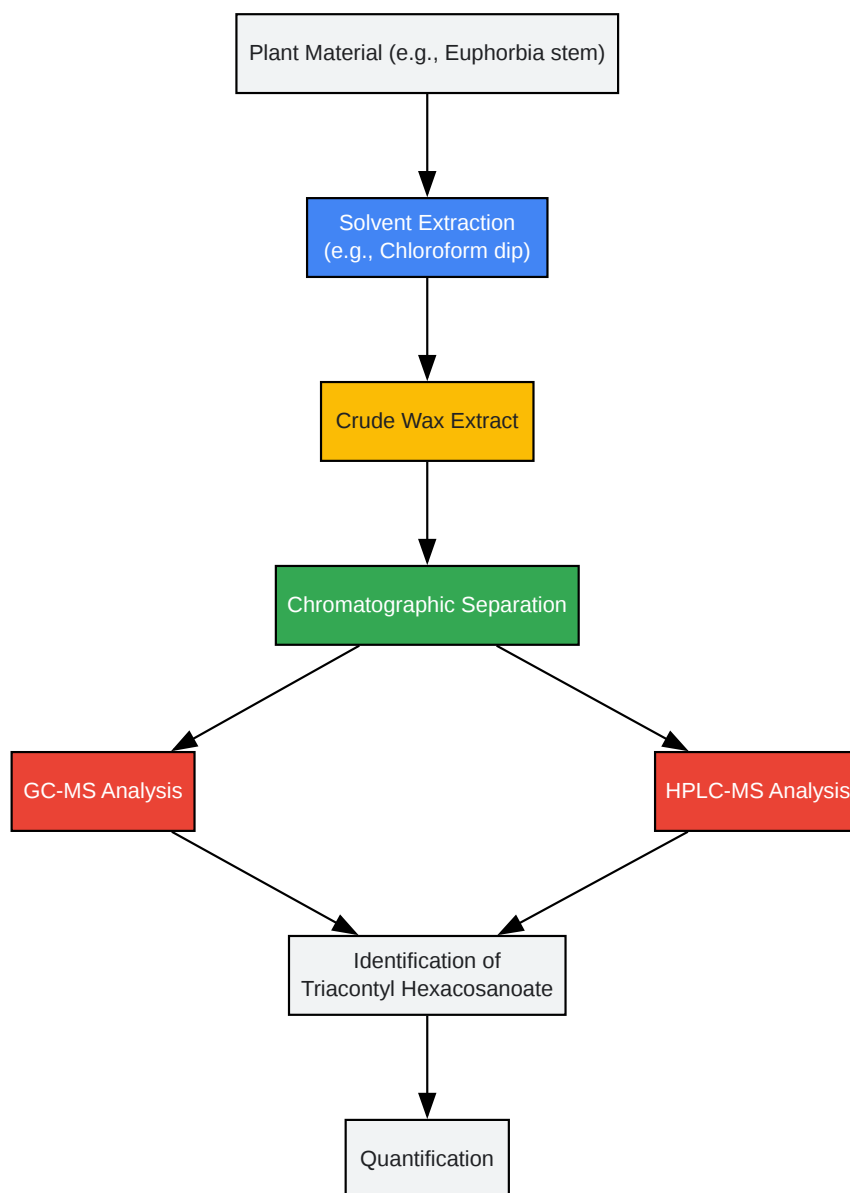 Plant Material (e.g., Euphorbia stem)
Solvent Extraction
(e.g., Chloroform dip)
Crude Wax Extract
Chromatographic Separation
GC-MS Analysis
HPLC-MS Analysis
Identification of
Triacontyl Hexacosanoate
Quantification